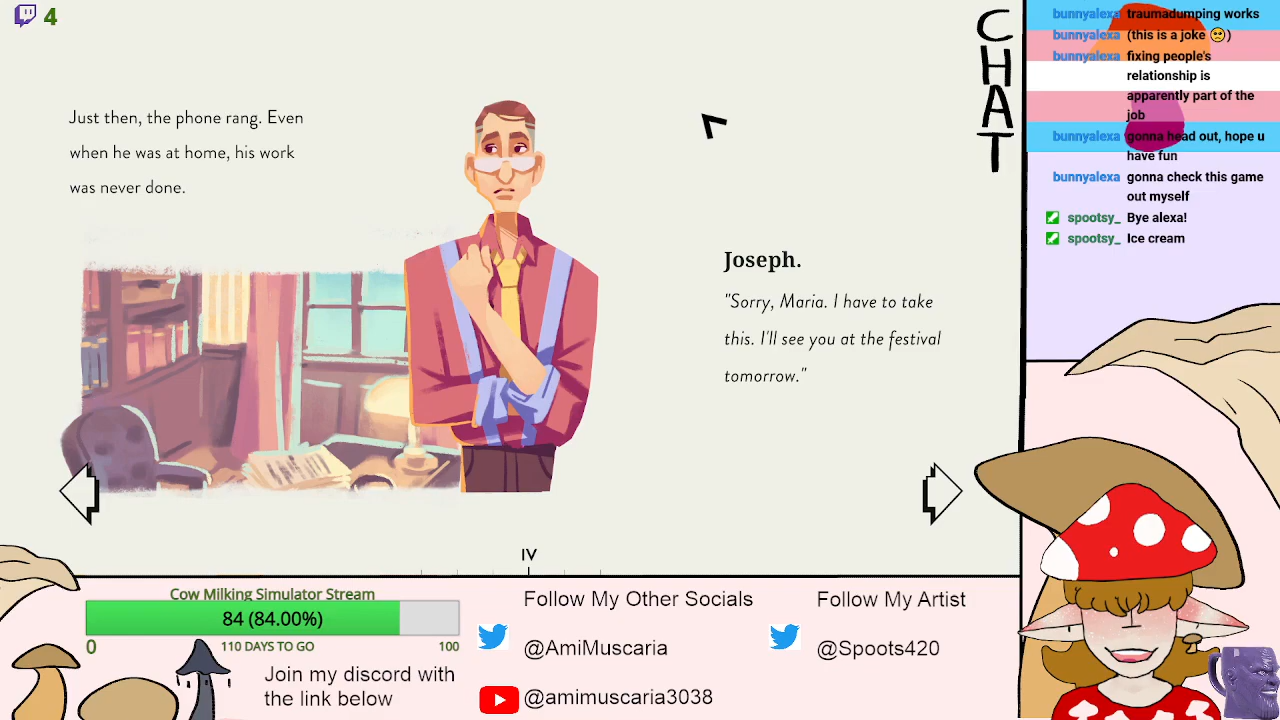 4
Just then, the phone rang. Even
when he was at home, his work
was never done.
Joseph.
"Sorry, Maria. I have to take
this. I'll see you at the festival
tomorrow."
IV
CHAT
bunnyalexa traumadumping works
bunnyalexa (this is a joke 🥺)
bunnyalexa fixing people's
relationship is
apparently part of the
job
bunnyalexa gonna head out, hope u
have fun
bunnyalexa gonna check this game
out myself
spootsy_ Bye alexa!
spootsy_ Ice cream
Cow Milking Simulator Stream
84 (84.00%)
0 110 DAYS TO GO 100
Join my discord with
the link below
Follow My Other Socials
@AmiMuscaria
@amimuscaria3038
Follow My Artist
@Spoots420